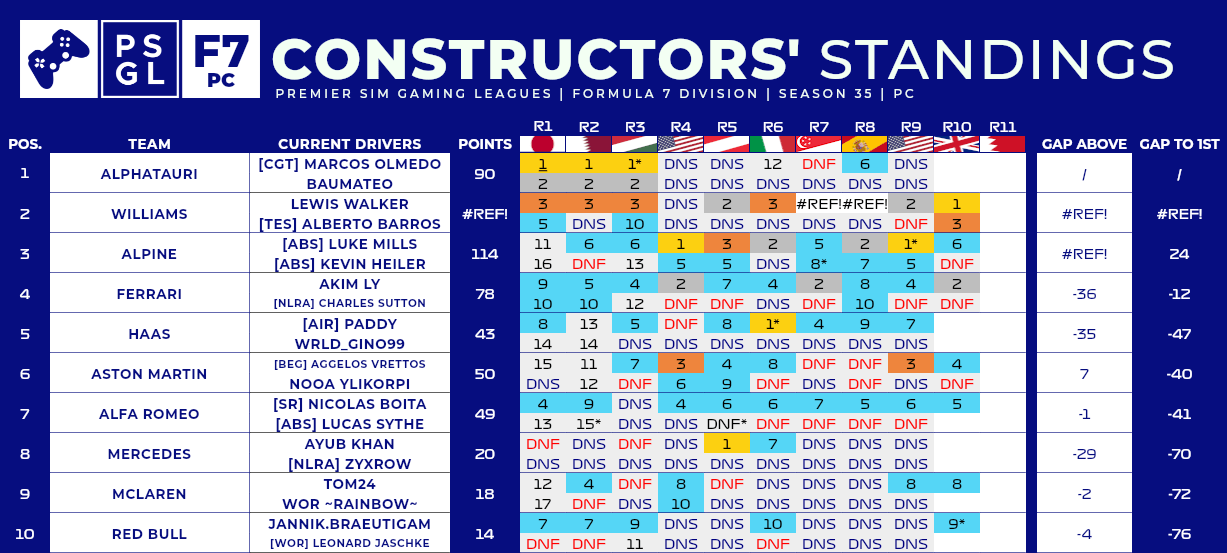 PS GL F7 PC CONSTRUCTORS' STANDINGS
PREMIER SIM GAMING LEAGUES | FORMULA 7 DIVISION | SEASON 35 | PC
R1 R2 R3 R4 R5 R6 R7 R8 R9 R10 R11
POS. TEAM CURRENT DRIVERS POINTS GAP ABOVE GAP TO 1ST
1 ALPHATAURI 90 / /
[CGT] MARCOS OLMEDO 1 1 1* DNS DNS 12 DNF 6 DNS
BAUMATEO 2 2 2 DNS DNS DNS DNS DNS DNS
2 WILLIAMS #REF! #REF! #REF!
LEWIS WALKER 3 3 3 DNS 2 3 #REF! #REF! 2 1
[TES] ALBERTO BARROS 5 DNS 10 DNS DNS DNS DNS DNS DNF 3
3 ALPINE 114 #REF! 24
[ABS] LUKE MILLS 11 6 6 1 3 2 5 2 1* 6
[ABS] KEVIN HEILER 16 DNF 13 5 5 DNS 8* 7 5 DNF
4 FERRARI 78 -36 -12
AKIM LY 9 5 4 2 7 4 2 8 4 2
[NLRA] CHARLES SUTTON 10 10 12 DNF DNF DNS DNF 10 DNF DNF
5 HAAS 43 -35 -47
[AIR] PADDY 8 13 5 DNF 8 1* 4 9 7
WRLD_GINO99 14 14 DNS DNS DNS DNS DNS DNS DNS
6 ASTON MARTIN 50 7 -40
[BEG] AGGELOS VRETTOS 15 11 7 3 4 8 DNF DNF 3 4
NOOA YLIKORPI DNS 12 DNF 6 9 DNF DNS DNF DNS DNF
7 ALFA ROMEO 49 -1 -41
[SR] NICOLAS BOITA 4 9 DNS 4 6 6 7 5 6 5
[ABS] LUCAS SYTHE 13 15* DNS DNS DNF* DNF DNF DNF DNF
8 MERCEDES 20 -29 -70
AYUB KHAN DNF DNS DNF DNS 1 7 DNS DNS DNS
[NLRA] ZYXROW DNS DNS DNS DNS DNS DNS DNS DNS DNS
9 MCLAREN 18 -2 -72
TOM24 12 4 DNF 8 DNF DNS DNS DNS 8 8
WOR ~RAINBOW~ 17 DNF DNS 10 DNS DNS DNS DNS DNS
10 RED BULL 14 -4 -76
JANNIK.BRAEUTIGAM 7 7 9 DNS DNS 10 DNS DNS DNS 9*
[WOR] LEONARD JASCHKE DNF DNF 11 DNS DNS DNF DNS DNS DNS